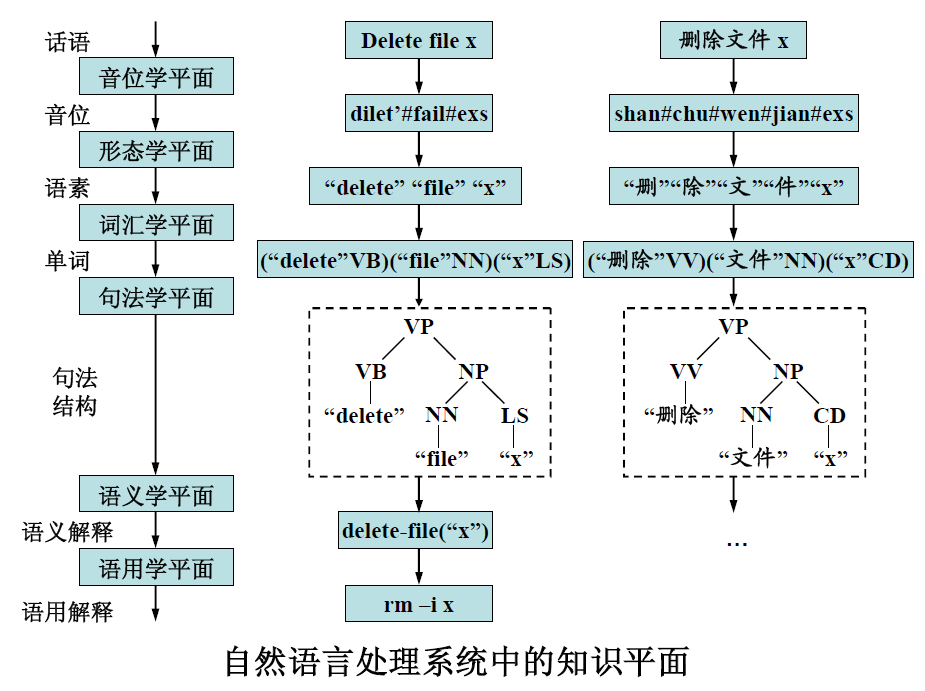 话语
音位学平面
音位
形态学平面
语素
词汇学平面
单词
句法学平面
句法
结构
语义学平面
语义解释
语用学平面
语用解释
Delete file x
dilet’#fail#exs
“delete” “file” “x”
(“delete”VB)(“file”NN)(“x”LS)
VP
VB NP
“delete” NN LS
“file” “x”
delete-file(“x”)
rm –i x
删除文件 x
shan#chu#wen#jian#exs
“删”“除”“文”“件”“x”
(“删除”VV)(“文件”NN)(“x”CD)
VP
VV NP
“删除” NN CD
“文件” “x”
…
自然语言处理系统中的知识平面